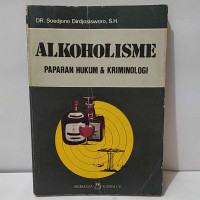 DR. Soedjono Dirdjosisworo, S.H.
ALKOHOLISME
PAPARAN HUKUM & KRIMINOLOGI